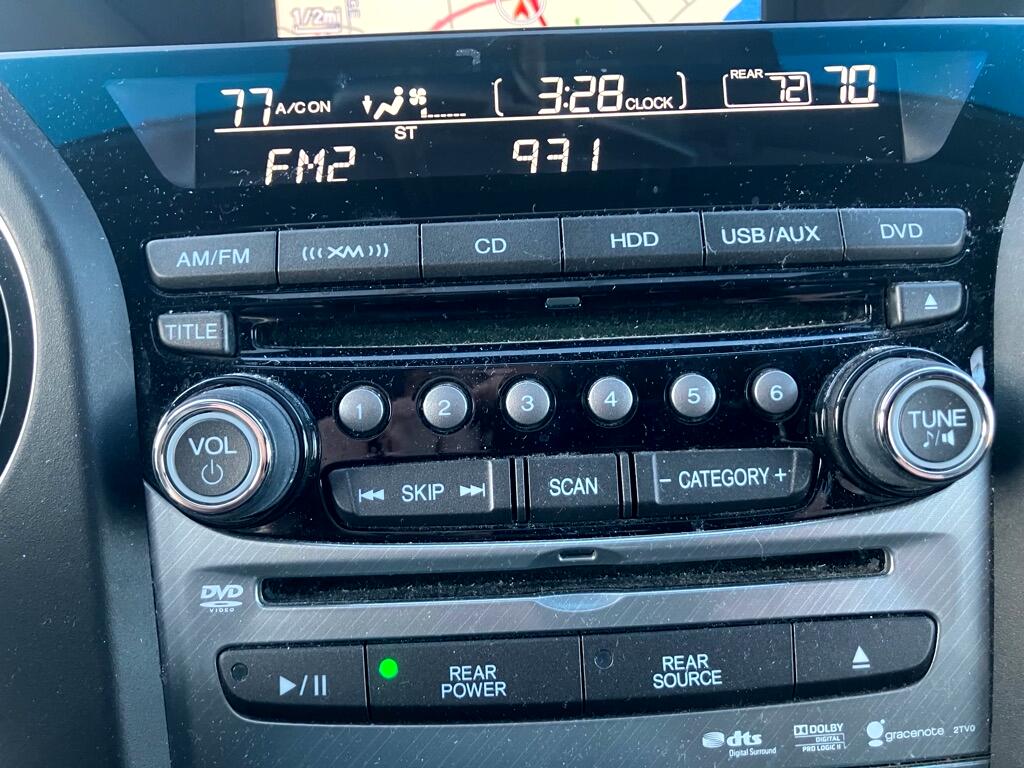 1/2mi
77 A/C ON 3:28 CLOCK REAR 72 70
ST
FM2 931
AM/FM XM CD HDD USB/AUX DVD
TITLE
1 2 3 4 5 6
VOL
TUNE
SKIP SCAN - CATEGORY +
DVD
VIDEO
REAR
POWER
REAR
SOURCE
dts
Digital Surround
DOLBY
DIGITAL
PRO LOGIC II
gracenote 2TV0